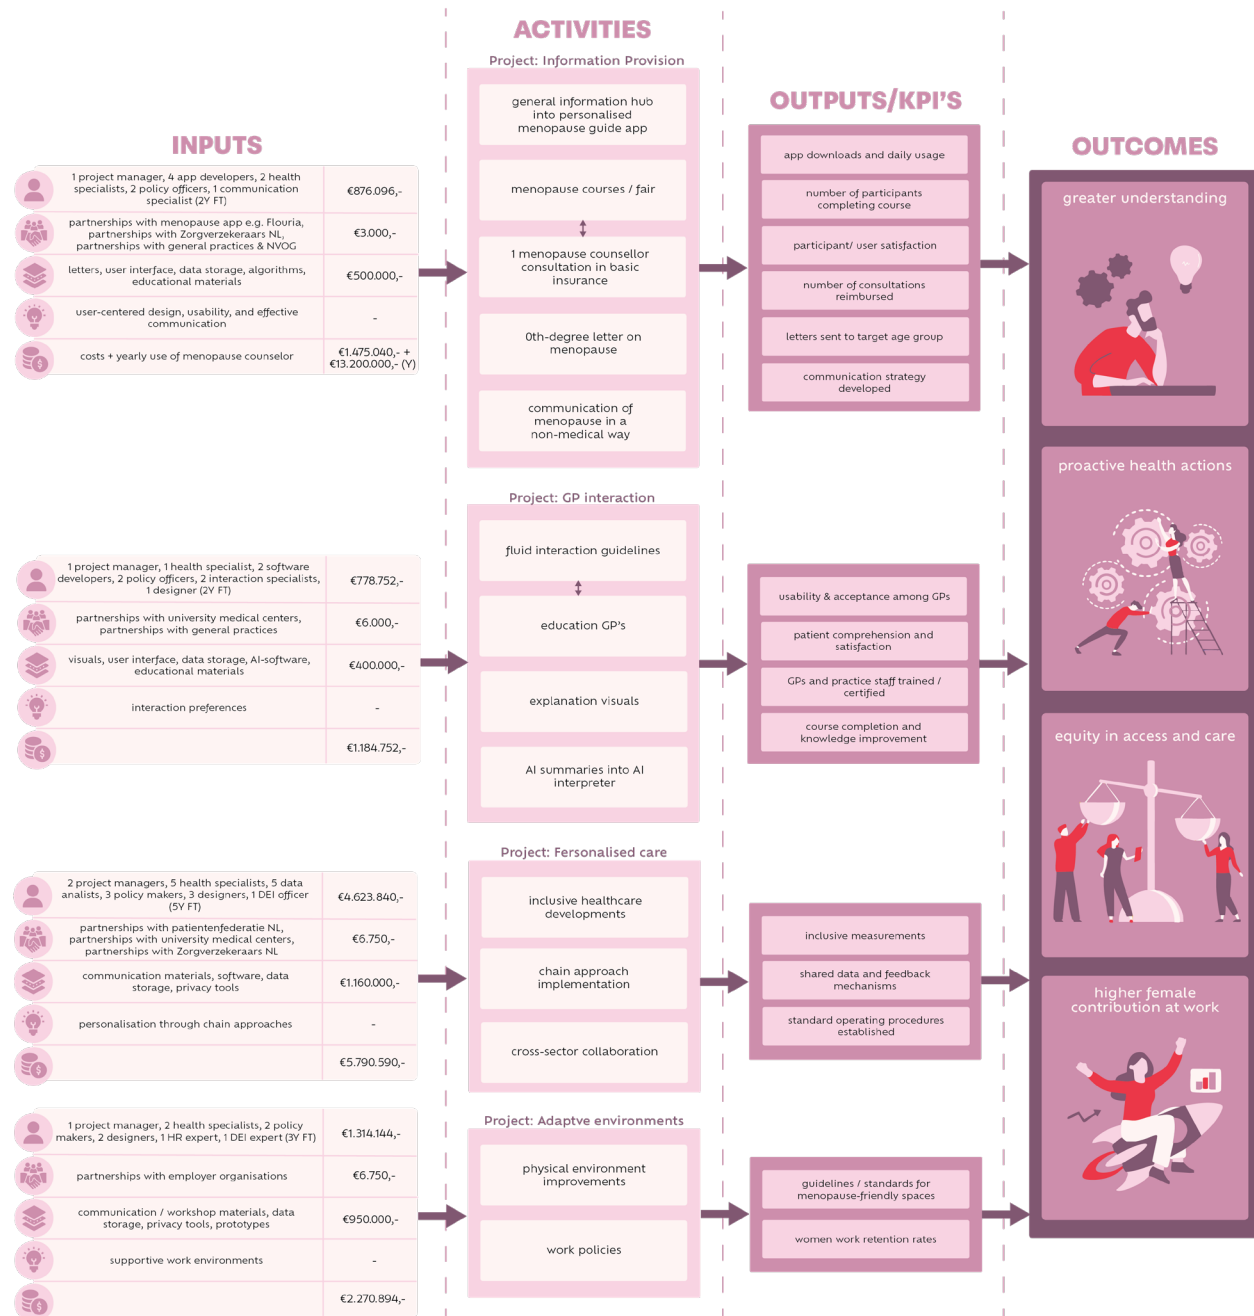 ACTIVITIES
Project: Information Provision
general information hub
into personalised
menopause guide app
menopause courses / fair
1 menopause counsellor
consultation in basic
insurance
0th-degree letter on
menopause
communication of
menopause in a
non-medical way
OUTPUTS/KPI'S
app downloads and daily usage
number of participants
completing course
participant/ user satisfaction
number of consultations
reimbursed
letters sent to target age group
communication strategy
developed
INPUTS
1 project manager, 4 app developers, 2 health
specialists, 2 policy officers, 1 communication
specialist (2Y FT)
€876.096,-
partnerships with menopause app e.g. Flouria,
partnerships with Zorgverzekeraars NL,
partnerships with general practices & NVOG
€3.000,-
letters, user interface, data storage, algorithms,
educational materials
€500.000,-
user-centered design, usability, and effective
communication
-
costs + yearly use of menopause counselor
€1.475.040,- +
€13.200.000,- (Y)
OUTCOMES
greater understanding
proactive health actions
equity in access and care
higher female
contribution at work
Project: GP interaction
fluid interaction guidelines
education GP's
explanation visuals
AI summaries into AI
interpreter
1 project manager, 1 health specialist, 2 software
developers, 2 policy officers, 2 interaction specialists,
1 designer (2Y FT)
€778.752,-
partnerships with university medical centers,
partnerships with general practices
€6.000,-
visuals, user interface, data storage, AI-software,
educational materials
€400.000,-
interaction preferences
-
€1.184.752,-
usability & acceptance among GPs
patient comprehension and
satisfaction
GPs and practice staff trained /
certified
course completion and
knowledge improvement
Project: Fersonalised care
inclusive healthcare
developments
chain approach
implementation
cross-sector collaboration
2 project managers, 5 health specialists, 5 data
analists, 3 policy makers, 3 designers, 1 DEI officer
(5Y FT)
€4.623.840,-
partnerships with patientenfederatie NL,
partnerships with university medical centers,
partnerships with Zorgverzekeraars NL
€6.750,-
communication materials, software, data
storage, privacy tools
€1.160.000,-
personalisation through chain approaches
-
€5.790.590,-
inclusive measurements
shared data and feedback
mechanisms
standard operating procedures
established
Project: Adaptve environments
physical environment
improvements
work policies
1 project manager, 2 health specialists, 2 policy
makers, 2 designers, 1 HR expert, 1 DEI expert (3Y FT)
€1.314.144,-
partnerships with employer organisations
€6.750,-
communication / workshop materials, data
storage, privacy tools, prototypes
€950.000,-
supportive work environments
-
€2.270.894,-
guidelines / standards for
menopause-friendly spaces
women work retention rates